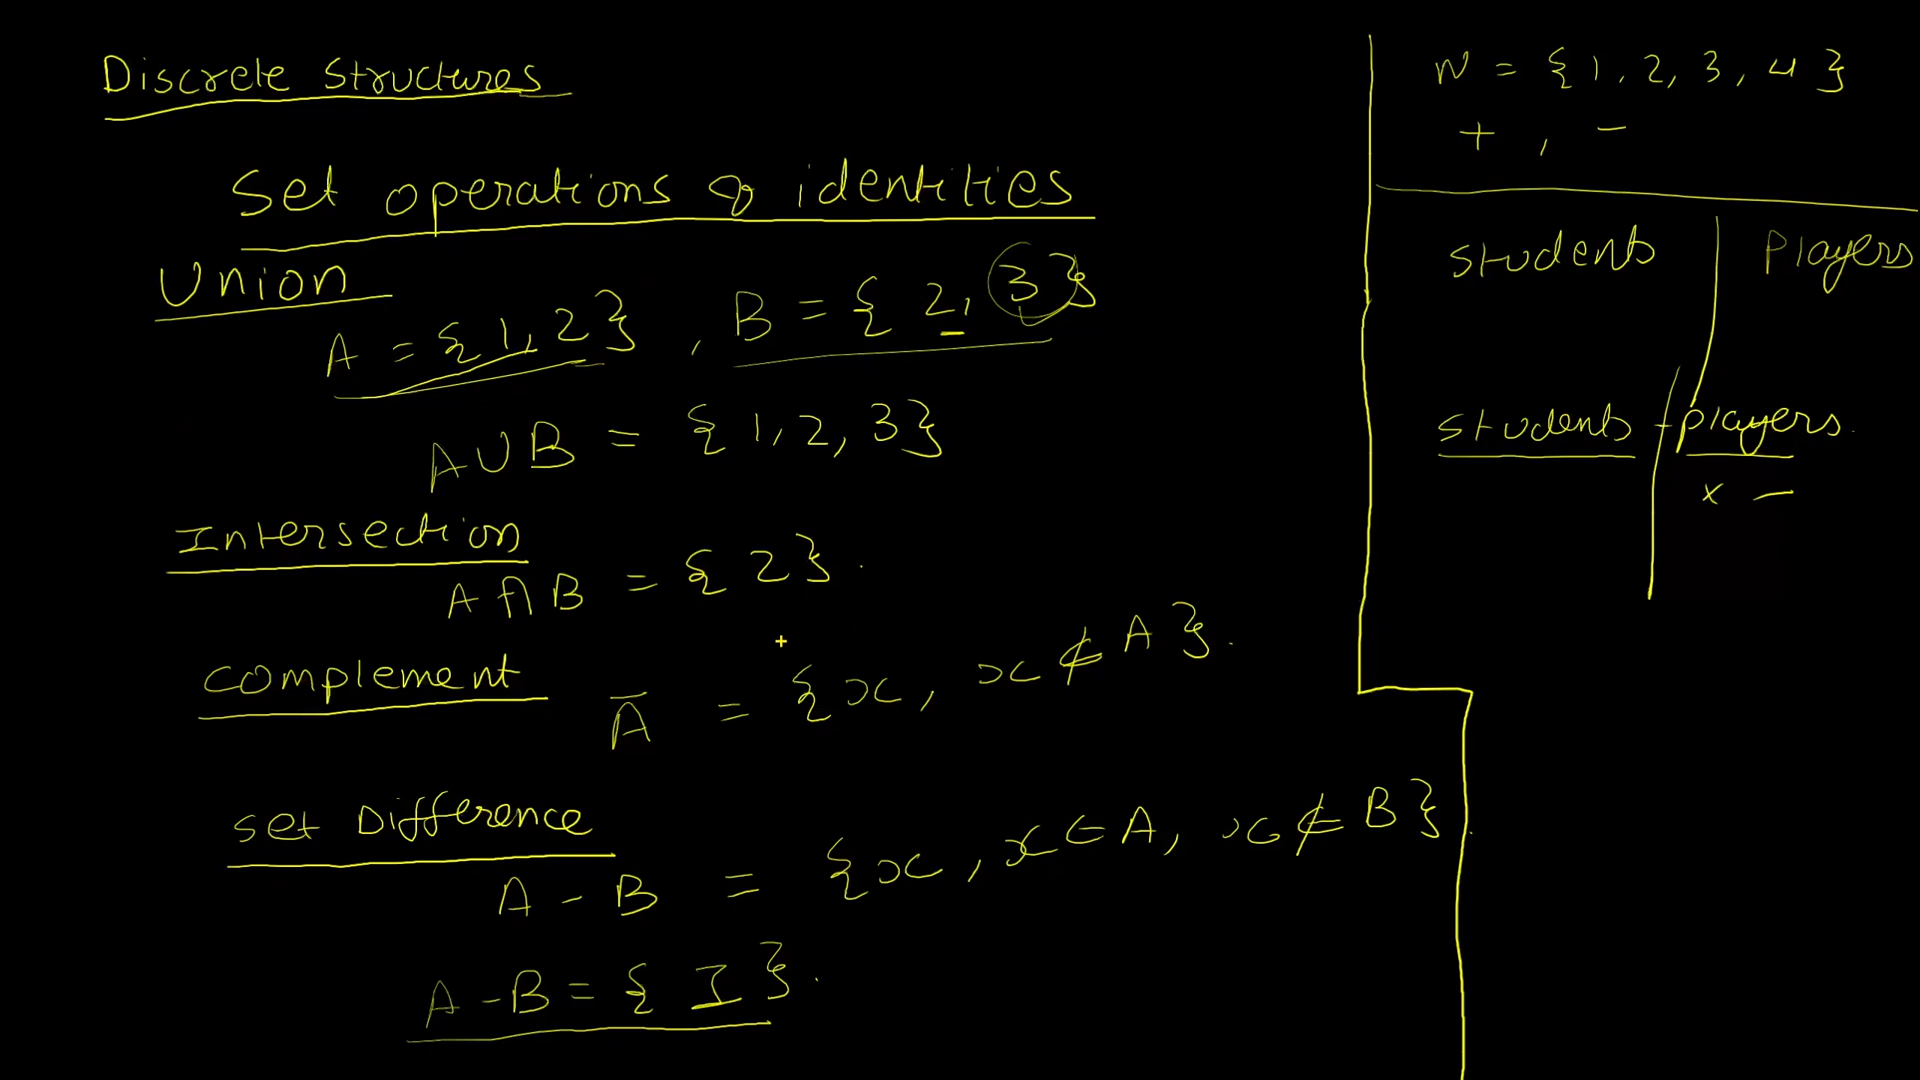 Discrete Structures
Set operations & identities
Union
A = {1, 2} , B = { 2, 3}
A∪B = {1, 2, 3}
Intersection
A∩B = { 2} .
Complement
Ā = {x, x ∉ A }.
Set Difference
A - B = {x, x ∈ A, x ∉ B}.
A - B = { 1 }.
N = {1, 2, 3, 4}
+ , -
Students Players
Students - players.
x -